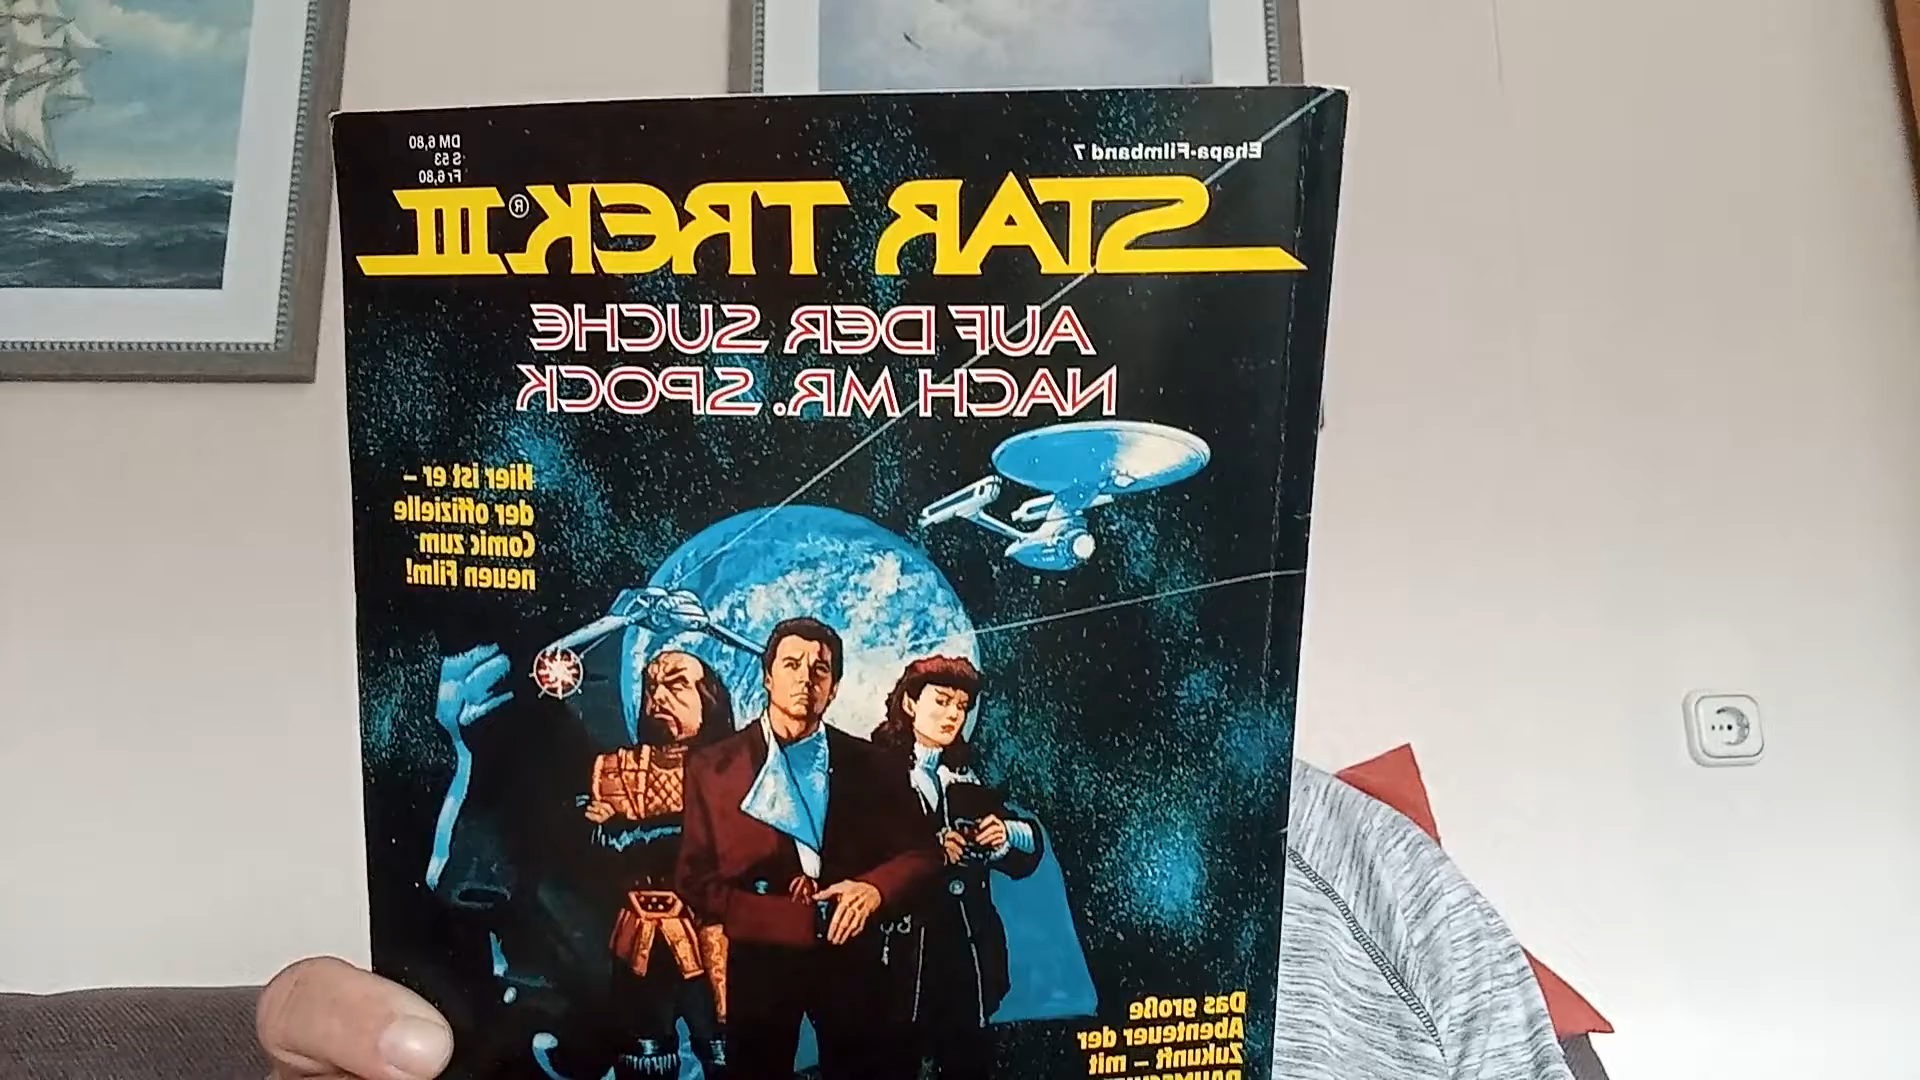 Ehapa-Filmband 7
DM 6,80
S 53
Fr 6,80
STAR TREK III®
AUF DER SUCHE
NACH MR. SPOCK
Hier ist er –
der offizielle
Comic zum
neuen Film!
Das große
Abenteuer der
Zukunft – mit